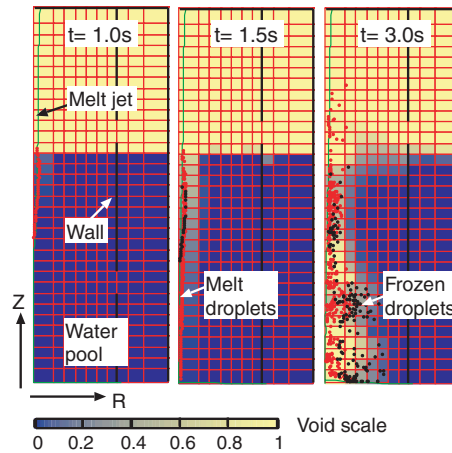 t= 1.0s
t= 1.5s
t= 3.0s
Melt jet
Wall
Melt
droplets
Frozen
droplets
Water
pool
Z
R
Void scale
0 0.2 0.4 0.6 0.8 1